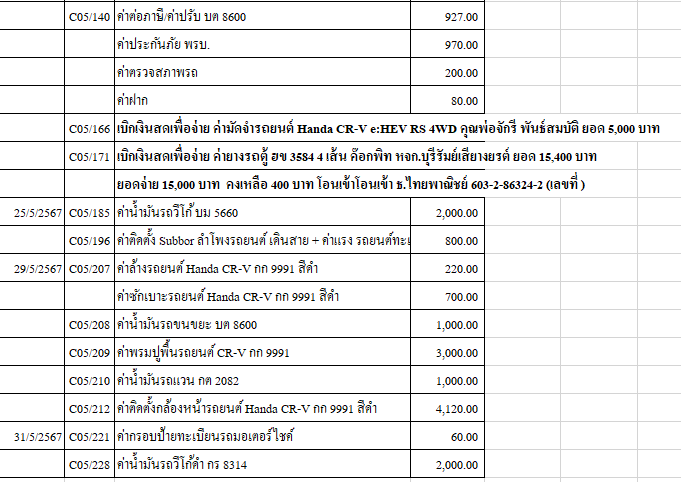 C05/140 ค่าต่อภาษี/ค่าปรับ บต 8600 927.00
ค่าประกันภัย พรบ. 970.00
ค่าตรวจสภาพรถ 200.00
ค่าฝาก 80.00
C05/166 เบิกเงินสดเพื่อจ่าย ค่ามัดจำรถยนต์ Handa CR-V e:HEV RS 4WD คุณพ่อจักรี พันธ์สมบัติ ยอด 5,000 บาท
C05/171 เบิกเงินสดเพื่อจ่าย ค่ายางรถตู้ ฮข 3584 4 เส้น ค๊อกพิท หจก.บุรีรัมย์เสียงยรต์ ยอด 15,400 บาท
ยอดจ่าย 15,000 บาท คงเหลือ 400 บาท โอนเข้าโอนเข้า ธ.ไทยพาณิชย์ 603-2-86324-2 (เลขที่ )
25/5/2567 C05/185 ค่าน้ำมันรถวีโก้ บม 5660 2,000.00
C05/196 ค่าติดตั้ง Subbor ลำโพงรถยนต์ เดินสาย + ค่าแรง รถยนต์ทะเ 800.00
29/5/2567 C05/207 ค่าล้างรถยนต์ Handa CR-V กก 9991 สีดำ 220.00
ค่าซักเบาะรถยนต์ Handa CR-V กก 9991 สีดำ 700.00
C05/208 ค่าน้ำมันรถขนขยะ บต 8600 1,000.00
C05/209 ค่าพรมปูพื้นรถยนต์ CR-V กก 9991 3,000.00
C05/210 ค่าน้ำมันรถแวน กต 2082 1,000.00
C05/212 ค่าติดตั้งกล้องหน้ารถยนต์ Handa CR-V กก 9991 สีดำ 4,120.00
31/5/2567 C05/221 ค่ากรอบป้ายทะเบียนรถมอเตอร์ไซค์ 60.00
C05/228 ค่าน้ำมันรถวีโก้ดำ กร 8314 2,000.00